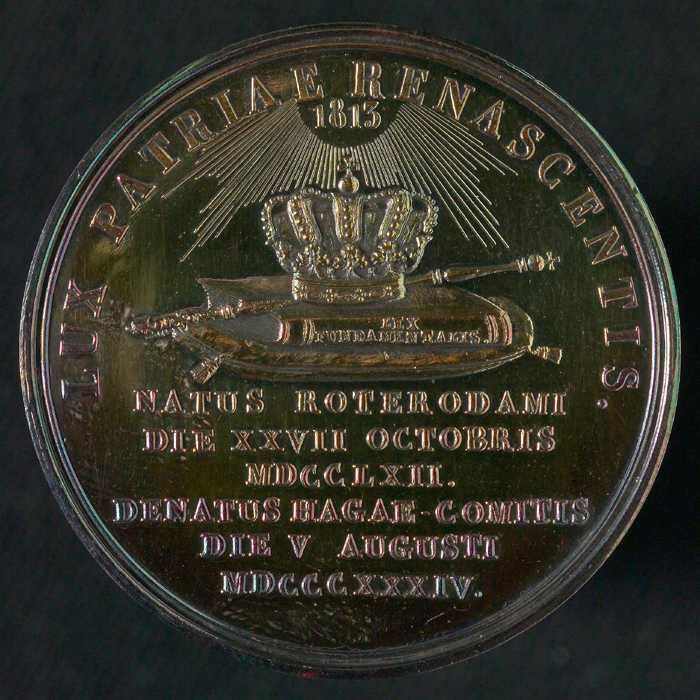 LUX PATRIAE RENASCENTIS.
1813
LEX
FUNDAMENTALIS.
NATUS ROTERODAMI
DIE XXVII OCTOBRIS
MDCCLXII.
DENATUS HAGAE-COMITIS
DIE V AUGUSTI
MDCCCXXXIV.